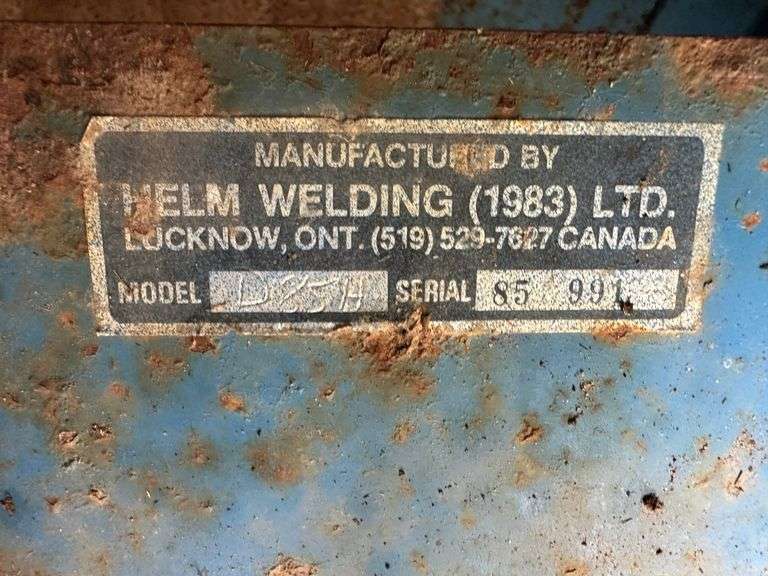 MANUFACTURED BY
HELM WELDING (1983) LTD.
LUCKNOW, ONT. (519) 529-7627 CANADA
MODEL SERIAL 85 991